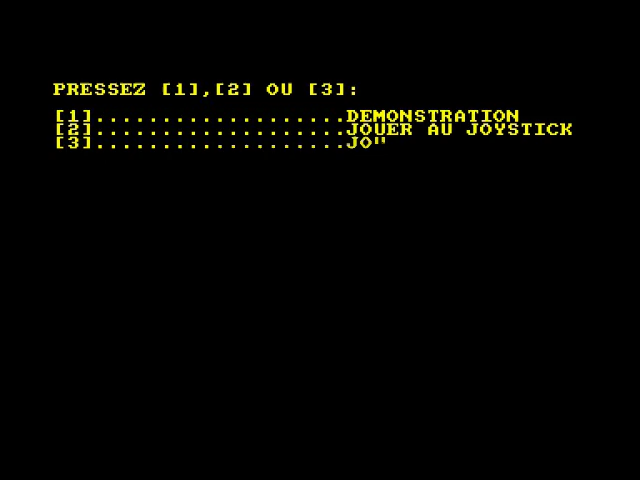 PRESSEZ [1],[2] OU [3]:
[1]...................DEMONSTRATION
[2]...................JOUER AU JOYSTICK
[3]...................JO"